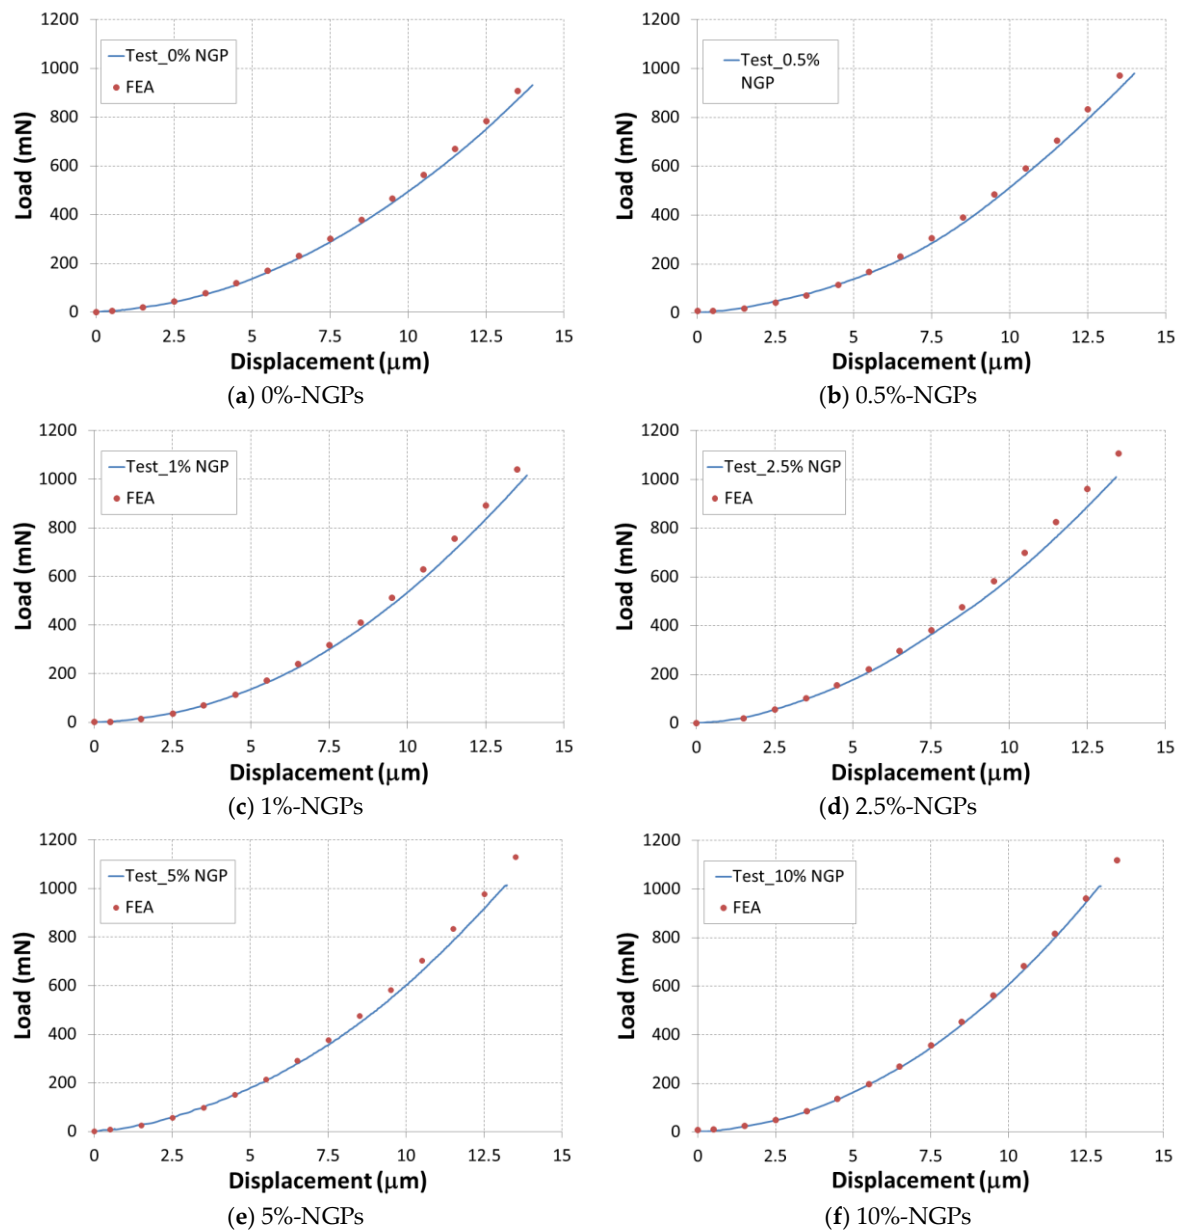 1200
1000
800
600
400
200
0
Load (mN)
Test_0% NGP
FEA
0 2.5 5 7.5 10 12.5 15
Displacement (μm)
(a) 0%-NGPs
1200
1000
800
600
400
200
0
Load (mN)
Test_0.5%
NGP
0 2.5 5 7.5 10 12.5 15
Displacement (μm)
(b) 0.5%-NGPs
1200
1000
800
600
400
200
0
Load (mN)
Test_1% NGP
FEA
0 2.5 5 7.5 10 12.5 15
Displacement (μm)
(c) 1%-NGPs
1200
1000
800
600
400
200
0
Load (mN)
Test_2.5% NGP
FEA
0 2.5 5 7.5 10 12.5 15
Displacement (μm)
(d) 2.5%-NGPs
1200
1000
800
600
400
200
0
Load (mN)
Test_5% NGP
FEA
0 2.5 5 7.5 10 12.5 15
Displacement (μm)
(e) 5%-NGPs
1200
1000
800
600
400
200
0
Load (mN)
Test_10% NGP
FEA
0 2.5 5 7.5 10 12.5 15
Displacement (μm)
(f) 10%-NGPs